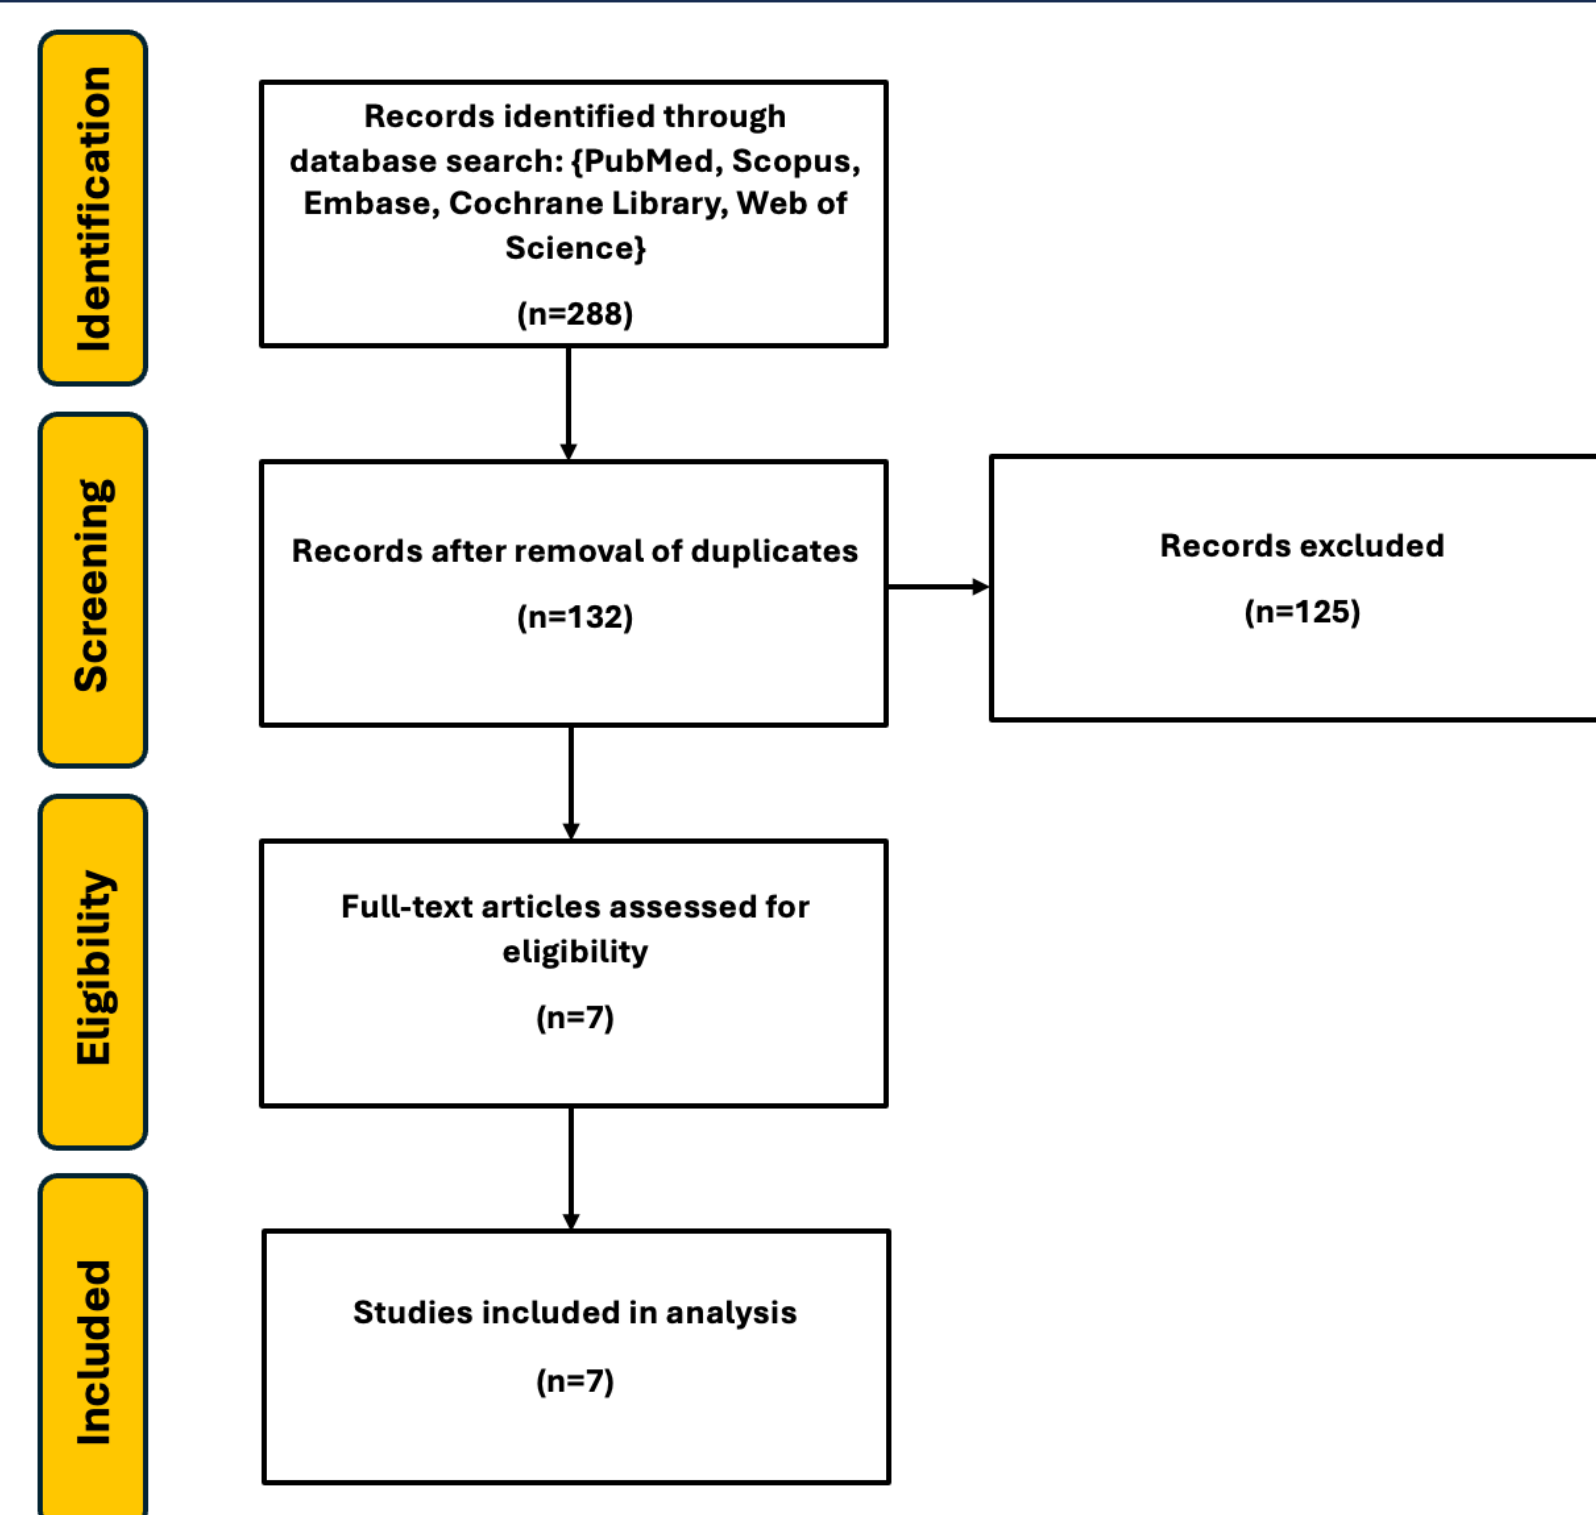 Identification
Records identified through
database search: {PubMed, Scopus,
Embase, Cochrane Library, Web of
Science}
(n=288)
Screening
Records after removal of duplicates
(n=132)
Records excluded
(n=125)
Eligibility
Full-text articles assessed for
eligibility
(n=7)
Included
Studies included in analysis
(n=7)